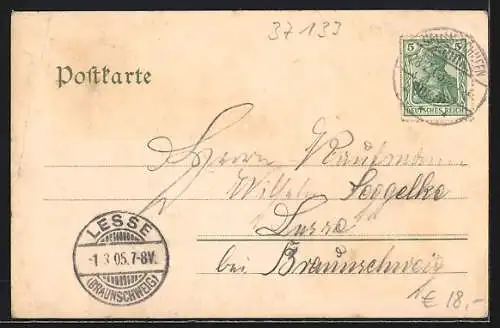 37133
Postkarte
5 5
DEUTSCHES REICH
Herrn Kaufmann
Wilhelm Seggelke
Lesse
bei Braunschweig
LESSE
-1.3 05.7-8V.
(BRAUNSCHWEIG)
€ 18,-